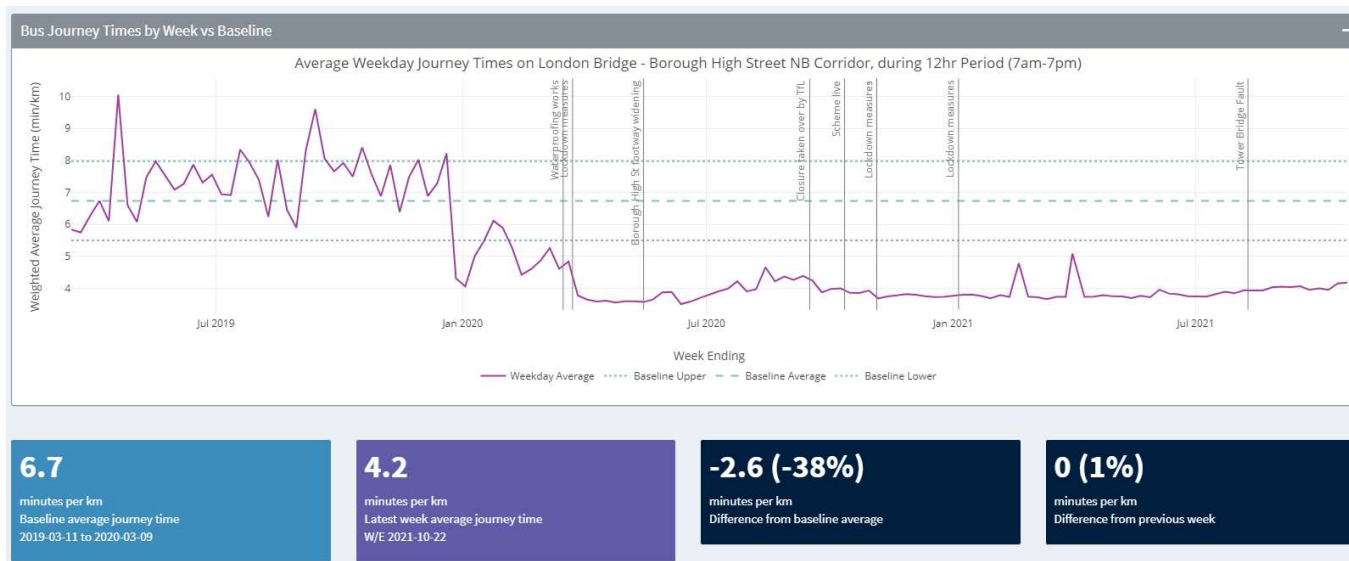 Bus Journey Times by Week vs Baseline
Average Weekday Journey Times on London Bridge - Borough High Street NB Corridor, during 12hr Period (7am-7pm)
Weighted Average Journey Time (min/km)
10
9
8
7
6
5
4
Waterproofing works
Lockdown measures
Borough High St footway widening
Closure taken over by TfL
Scheme live
Lockdown measures
Lockdown measures
Tower Bridge Fault
Jul 2019
Jan 2020
Jul 2020
Jan 2021
Jul 2021
Week Ending
Weekday Average
Baseline Upper
Baseline Average
Baseline Lower
6.7
minutes per km
Baseline average journey time
2019-03-11 to 2020-03-09
4.2
minutes per km
Latest week average journey time
W/E 2021-10-22
-2.6 (-38%)
minutes per km
Difference from baseline average
0 (1%)
minutes per km
Difference from previous week